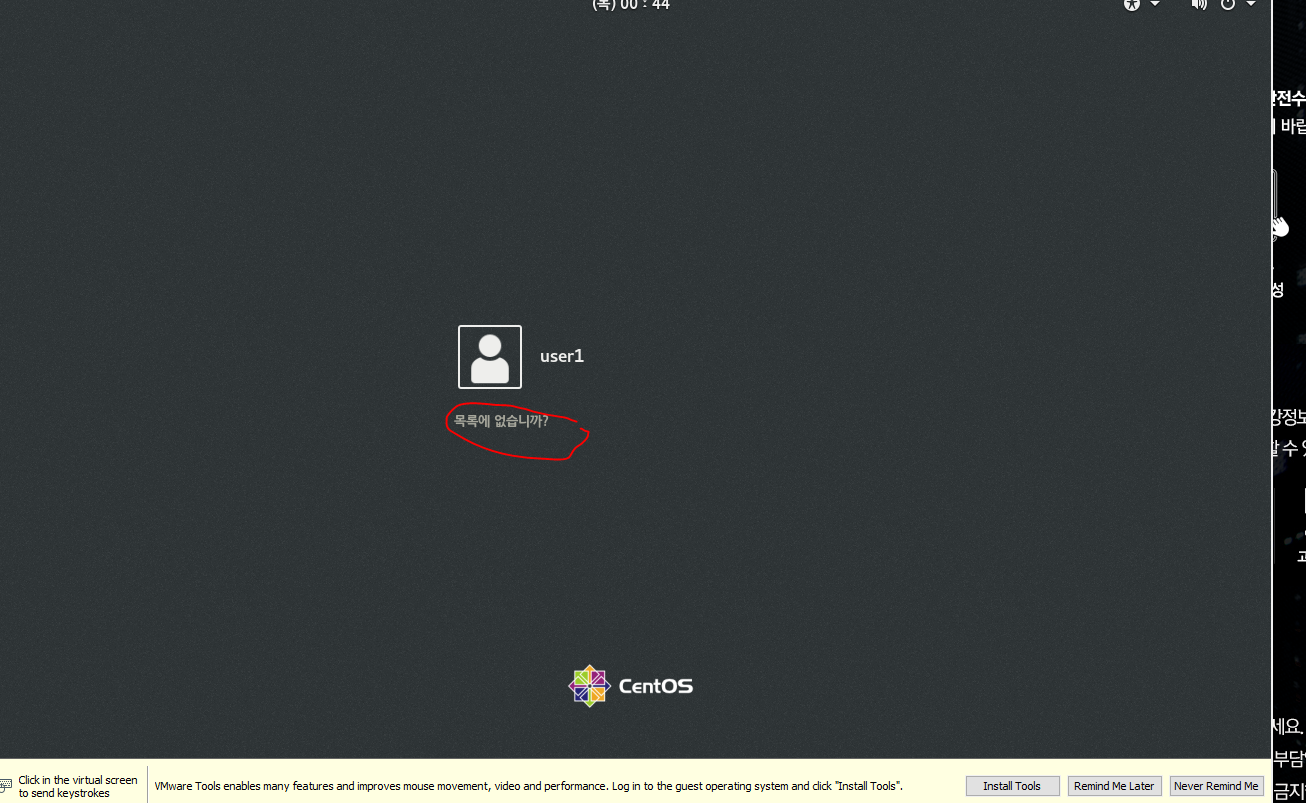 (목) 00 : 44
user1
목록에 없습니까?
CentOS
Click in the virtual screen
to send keystrokes
VMware Tools enables many features and improves mouse movement, video and performance. Log in to the guest operating system and click "Install Tools".
Install Tools
Remind Me Later
Never Remind Me
바랍
성
강정보
할 수
세요.
부담
금지